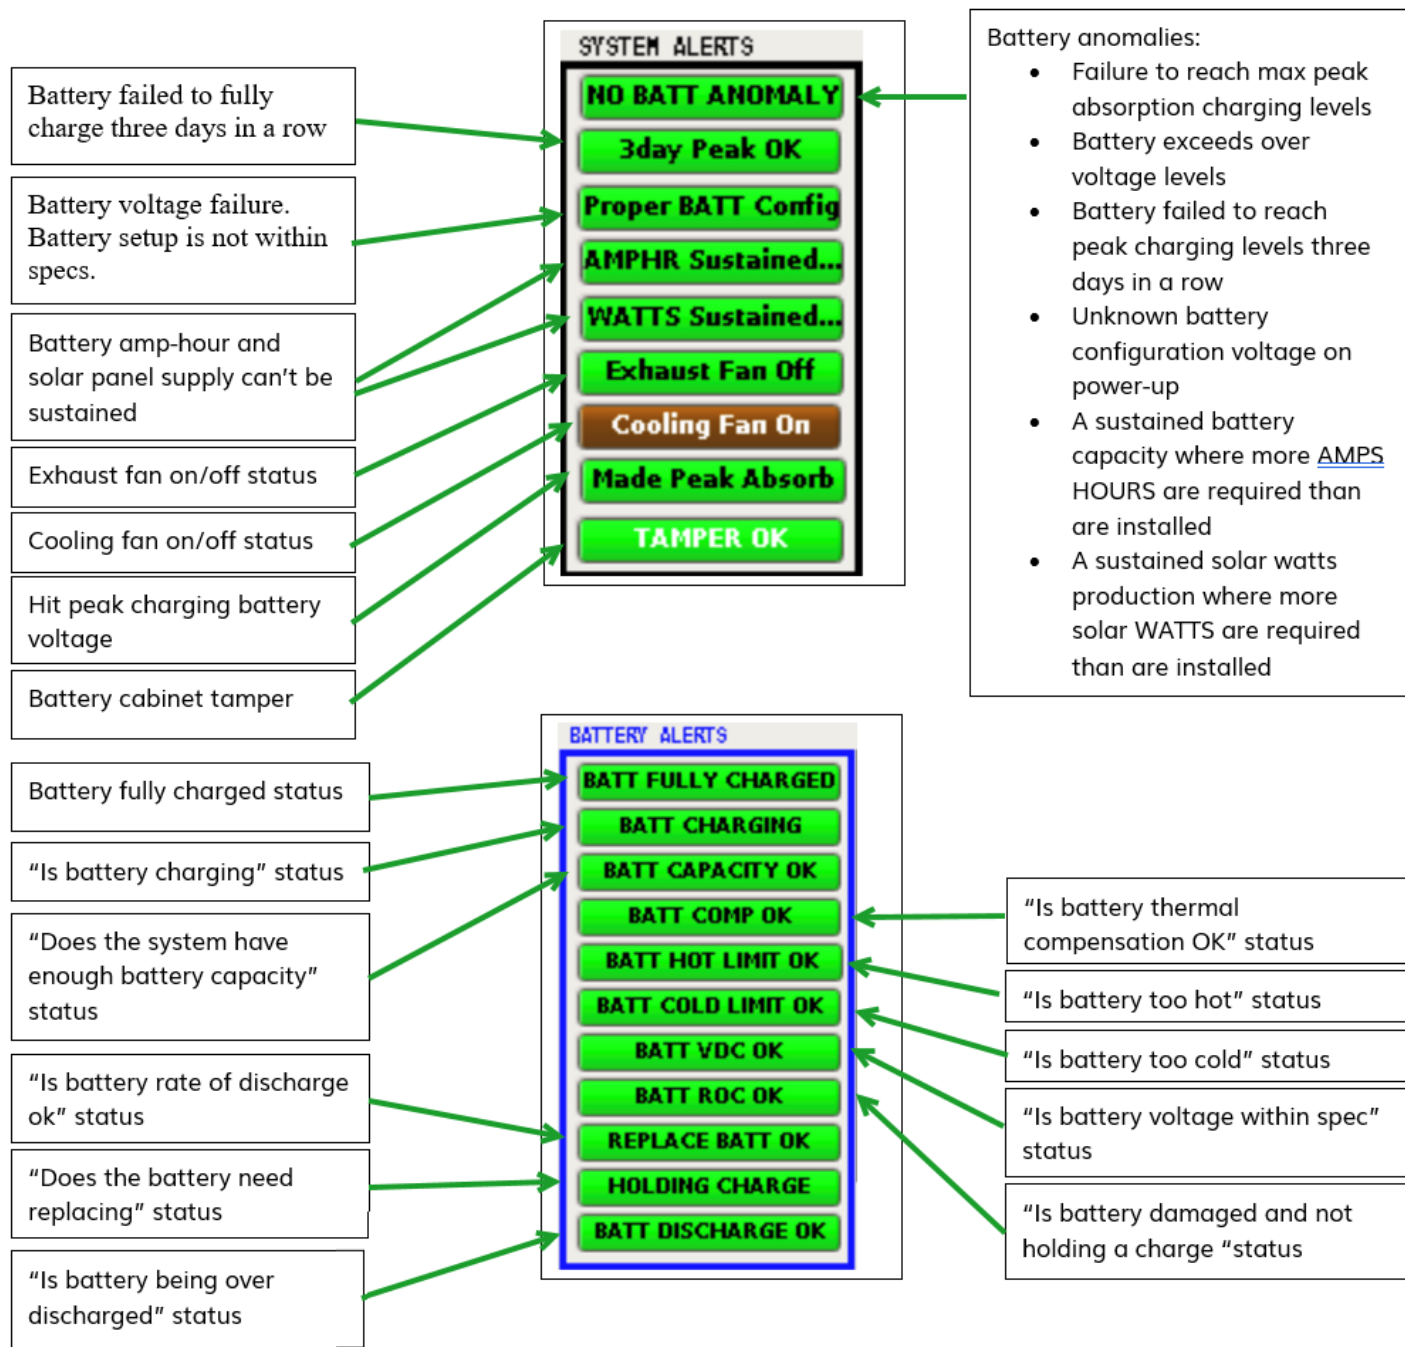 SYSTEM ALERTS
NO BATT ANOMALY
3day Peak OK
Proper BATT Config
AMPHR Sustained...
WATTS Sustained...
Exhaust Fan Off
Cooling Fan On
Made Peak Absorb
TAMPER OK
Battery failed to fully
charge three days in a row
Battery voltage failure.
Battery setup is not within
specs.
Battery amp-hour and
solar panel supply can't be
sustained
Exhaust fan on/off status
Cooling fan on/off status
Hit peak charging battery
voltage
Battery cabinet tamper
Battery anomalies:
• Failure to reach max peak
absorption charging levels
• Battery exceeds over
voltage levels
• Battery failed to reach
peak charging levels three
days in a row
• Unknown battery
configuration voltage on
power-up
• A sustained battery
capacity where more AMPS
HOURS are required than
are installed
• A sustained solar watts
production where more
solar WATTS are required
than are installed
BATTERY ALERTS
BATT FULLY CHARGED
BATT CHARGING
BATT CAPACITY OK
BATT COMP OK
BATT HOT LIMIT OK
BATT COLD LIMIT OK
BATT VDC OK
BATT ROC OK
REPLACE BATT OK
HOLDING CHARGE
BATT DISCHARGE OK
Battery fully charged status
“Is battery charging” status
“Does the system have
enough battery capacity”
status
“Is battery rate of discharge
ok” status
“Does the battery need
replacing” status
“Is battery being over
discharged” status
“Is battery thermal
compensation OK” status
“Is battery too hot” status
“Is battery too cold” status
“Is battery voltage within spec”
status
“Is battery damaged and not
holding a charge “status